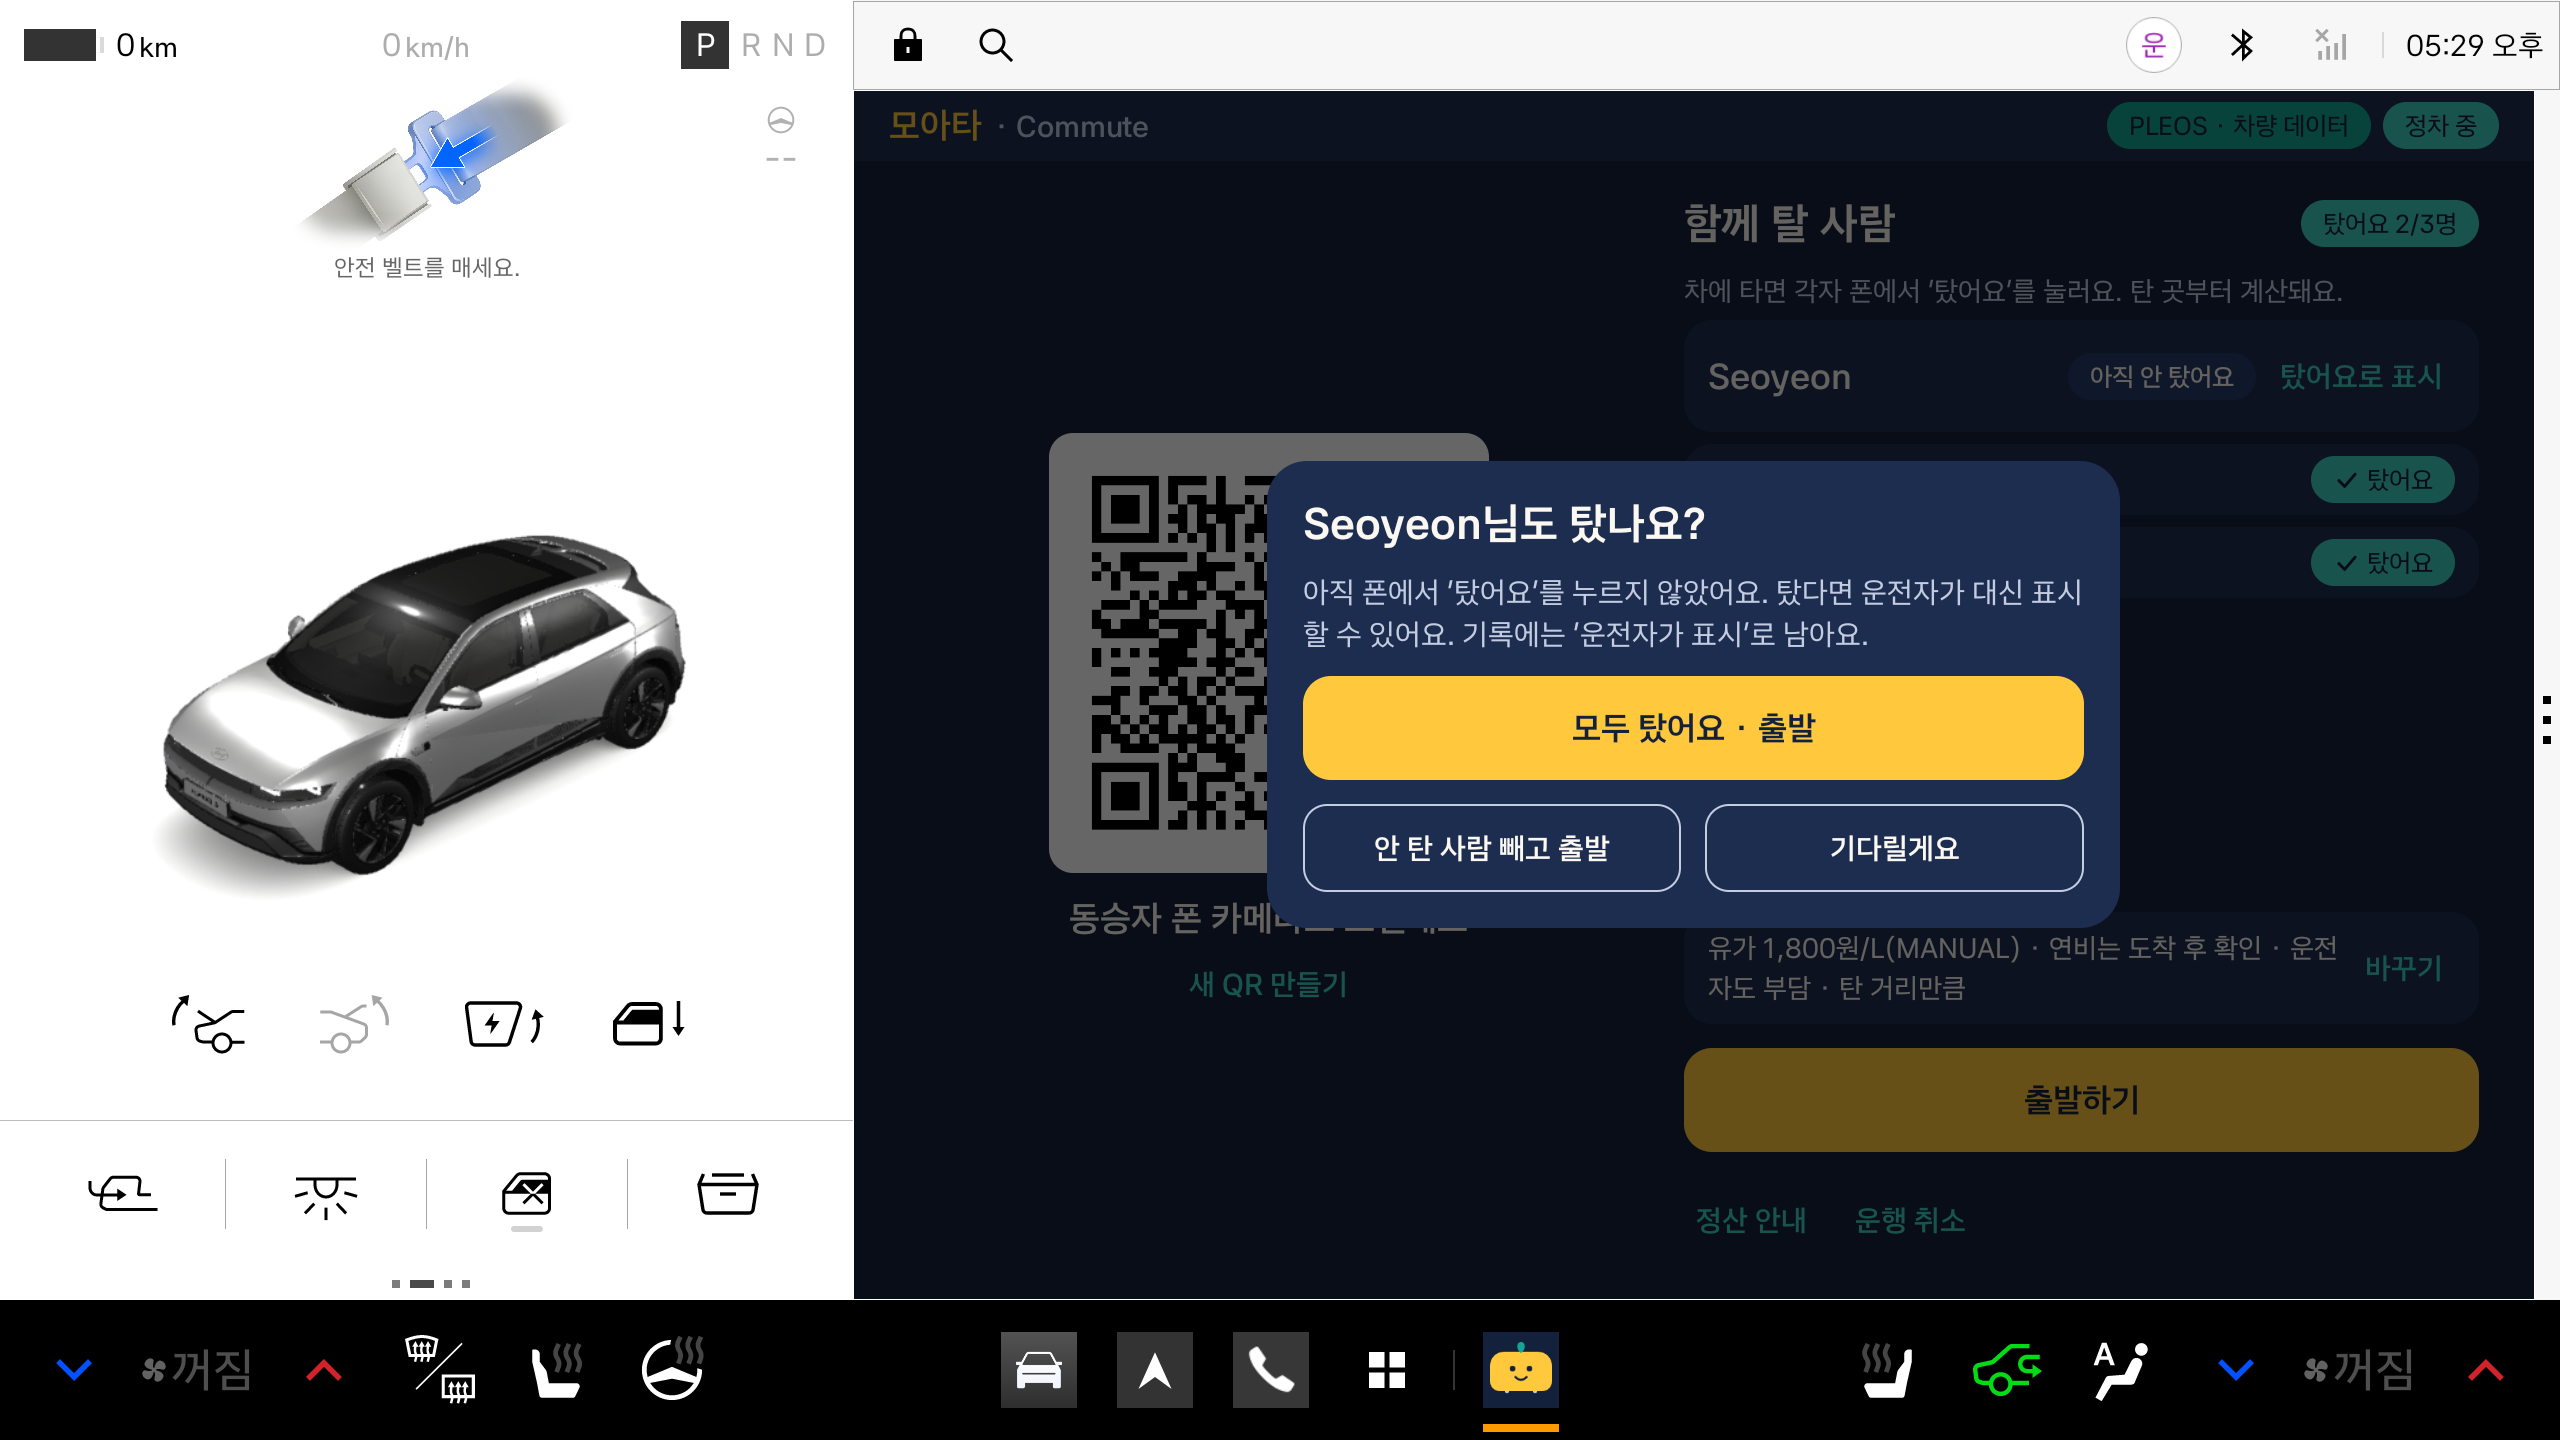 0 km
0 km/h
P R N D
운
05:29 오후
안전 벨트를 매세요.
모아타 · Commute
PLEOS · 차량 데이터
정차 중
함께 탈 사람
탔어요 2/3명
차에 타면 각자 폰에서 '탔어요'를 눌러요. 탄 곳부터 계산돼요.
Seoyeon
아직 안 탔어요
탔어요로 표시
탔어요
탔어요
Seoyeon님도 탔나요?
아직 폰에서 '탔어요'를 누르지 않았어요. 탔다면 운전자가 대신 표시
할 수 있어요. 기록에는 '운전자가 표시'로 남아요.
모두 탔어요 · 출발
안 탄 사람 빼고 출발
기다릴게요
동승자 폰
새 QR 만들기
유가 1,800원/L(MANUAL) · 연비는 도착 후 확인 · 운전
자도 부담 · 탄 거리만큼
바꾸기
출발하기
정산 안내
운행 취소
꺼짐
A
꺼짐